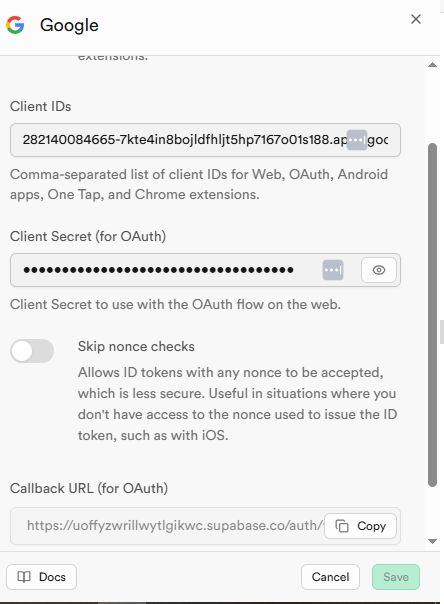 Google
extensions.
Client IDs
282140084665-7kte4in8bojldfhljt5hp7167o01s188.ap goo
Comma-separated list of client IDs for Web, OAuth, Android
apps, One Tap, and Chrome extensions.
Client Secret (for OAuth)
••••••••••••••••••••••••••••••••••••
Client Secret to use with the OAuth flow on the web.
Skip nonce checks
Allows ID tokens with any nonce to be accepted,
which is less secure. Useful in situations where you
don't have access to the nonce used to issue the ID
token, such as with iOS.
Callback URL (for OAuth)
https://uoffyzwrillwytlgikwc.supabase.co/auth/ Copy
Docs Cancel Save